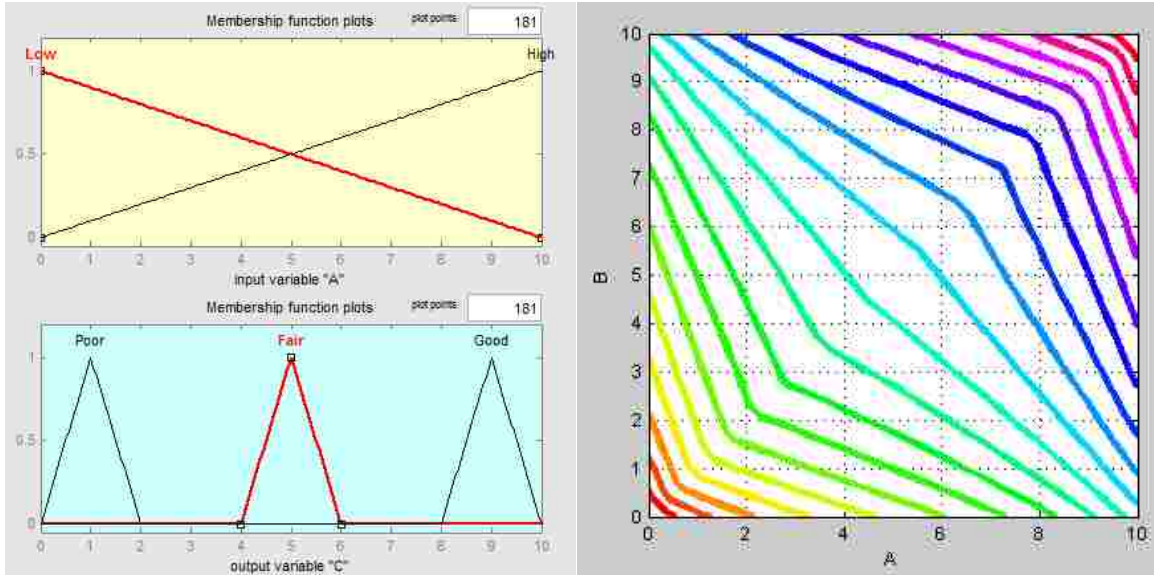 Membership function plots
plot points:
181
Low
High
1
0.5
0
0 1 2 3 4 5 6 7 8 9 10
input variable "A"
Membership function plots
plot points:
181
Poor
Fair
Good
1
0.5
0
0 1 2 3 4 5 6 7 8 9 10
output variable "C"
10
9
8
7
6
5
4
3
2
1
0
B
0 2 4 6 8 10
A